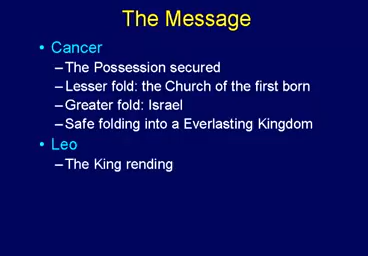 The Message
• Cancer
– The Possession secured
– Lesser fold: the Church of the first born
– Greater fold: Israel
– Safe folding into a Everlasting Kingdom
• Leo
– The King rending